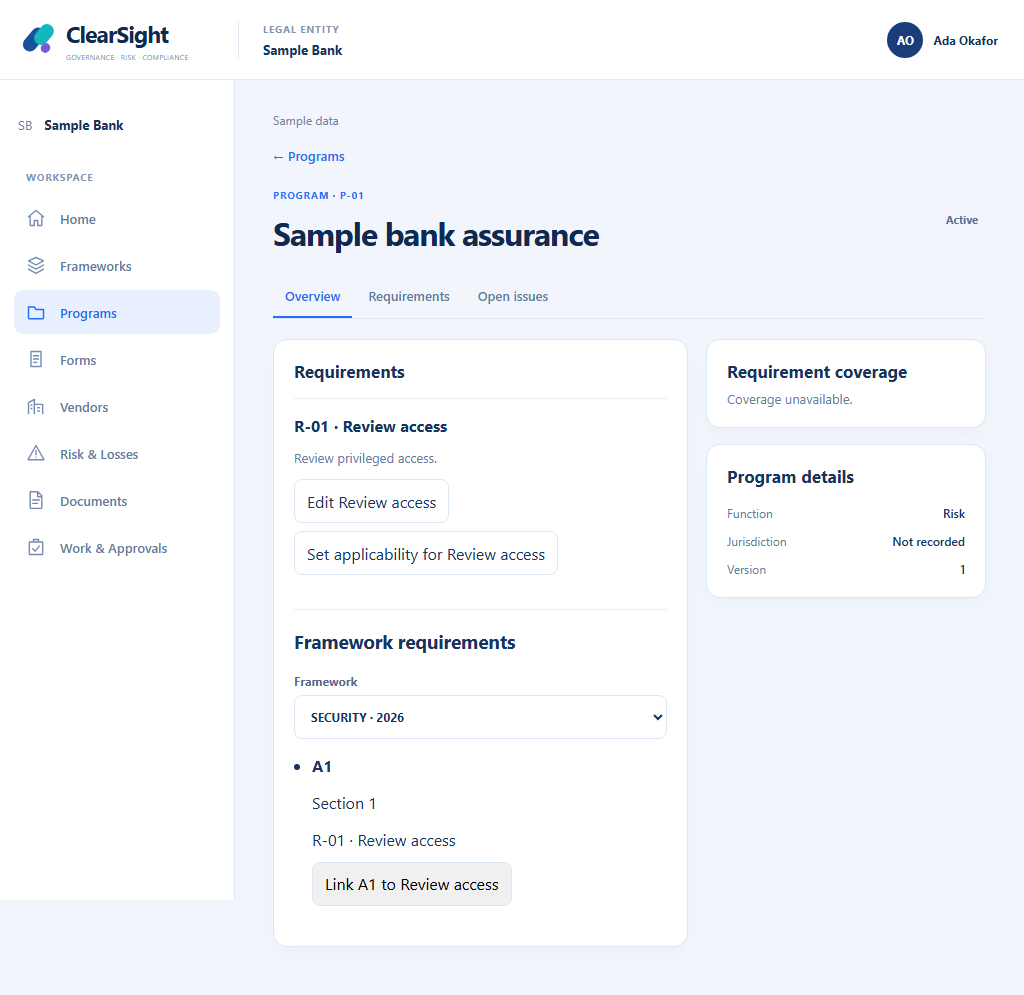 ClearSight
GOVERNANCE · RISK · COMPLIANCE
LEGAL ENTITY
Sample Bank
AO
Ada Okafor
SB Sample Bank
WORKSPACE
Home
Frameworks
Programs
Forms
Vendors
Risk & Losses
Documents
Work & Approvals
Sample data
← Programs
PROGRAM · P-01
Sample bank assurance
Active
Overview
Requirements
Open issues
Requirements
R-01 · Review access
Review privileged access.
Edit Review access
Set applicability for Review access
Framework requirements
Framework
SECURITY · 2026
A1
Section 1
R-01 · Review access
Link A1 to Review access
Requirement coverage
Coverage unavailable.
Program details
Function Risk
Jurisdiction Not recorded
Version 1